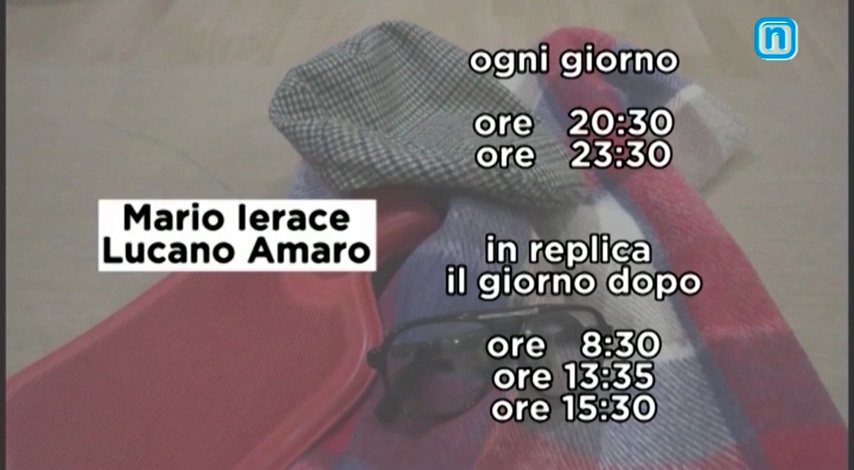 n
ogni giorno
ore 20:30
ore 23:30
Mario Ierace
Lucano Amaro
in replica
il giorno dopo
ore 8:30
ore 13:35
ore 15:30